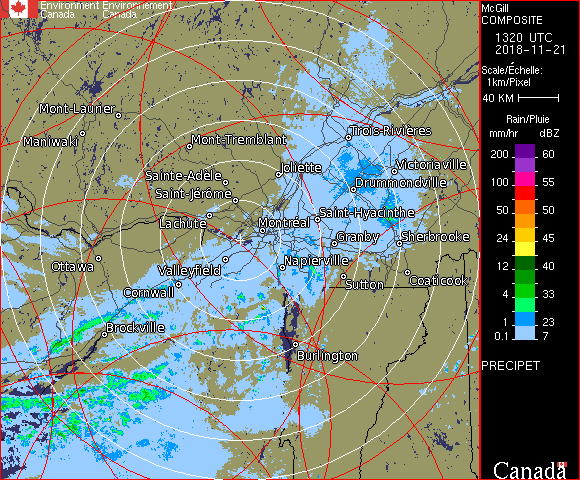 Environment Environnement
Canada Canada
McGill
COMPOSITE
1320 UTC
2018-11-21
Scale/Échelle:
1km/Pixel
40 KM
Rain/Pluie
mm/hr dBZ
200 60
100 55
50 50
24 45
12 40
4 33
1 23
0.1 7
PRECIPET
Canada
Mont-Laurier
Maniwaki
Mont-Tremblant
Trois-Rivières
Sainte-Adèle
Joliette
Victoriaville
Saint-Jérôme
Drummondville
Lachute
Saint-Hyacinthe
Montréal
Granby
Sherbrooke
Ottawa
Valleyfield
Napierville
Cornwall
Sutton
Coaticook
Brockville
Burlington